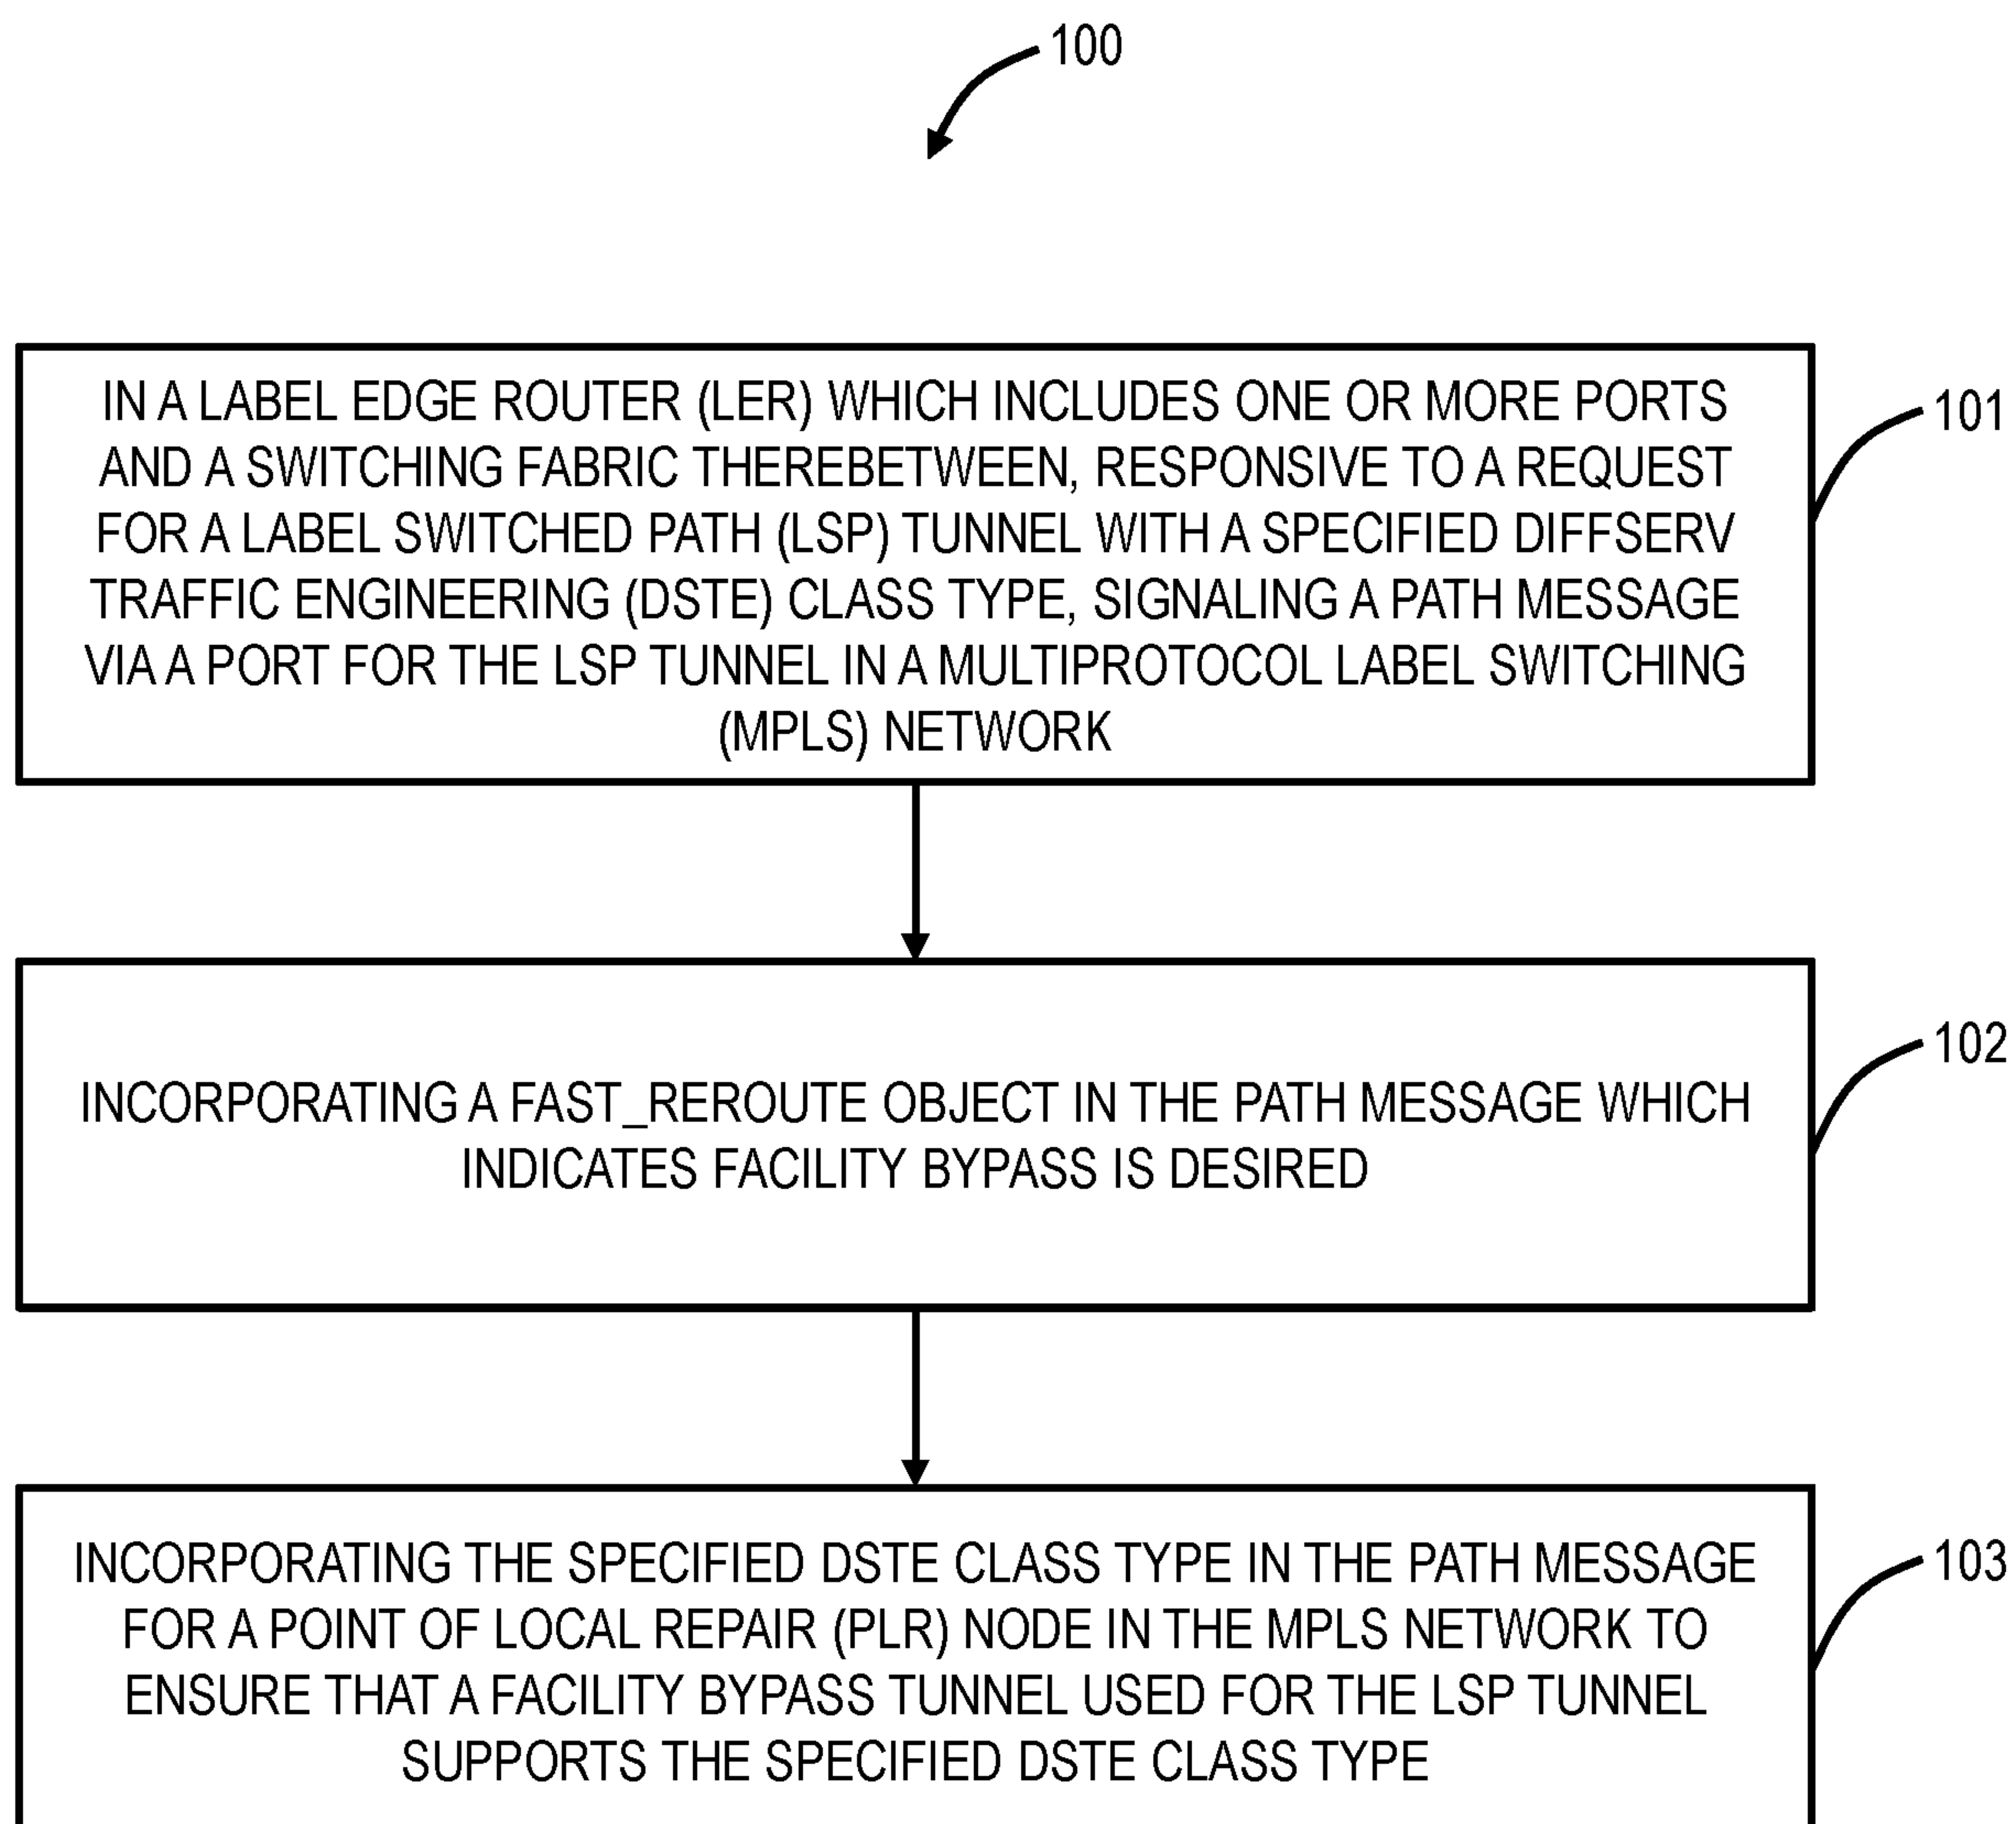 100
IN A LABEL EDGE ROUTER (LER) WHICH INCLUDES ONE OR MORE PORTS
AND A SWITCHING FABRIC THEREBETWEEN, RESPONSIVE TO A REQUEST
FOR A LABEL SWITCHED PATH (LSP) TUNNEL WITH A SPECIFIED DIFFSERV
TRAFFIC ENGINEERING (DSTE) CLASS TYPE, SIGNALING A PATH MESSAGE
VIA A PORT FOR THE LSP TUNNEL IN A MULTIPROTOCOL LABEL SWITCHING
(MPLS) NETWORK
101
INCORPORATING A FAST_REROUTE OBJECT IN THE PATH MESSAGE WHICH
INDICATES FACILITY BYPASS IS DESIRED
102
INCORPORATING THE SPECIFIED DSTE CLASS TYPE IN THE PATH MESSAGE
FOR A POINT OF LOCAL REPAIR (PLR) NODE IN THE MPLS NETWORK TO
ENSURE THAT A FACILITY BYPASS TUNNEL USED FOR THE LSP TUNNEL
SUPPORTS THE SPECIFIED DSTE CLASS TYPE
103